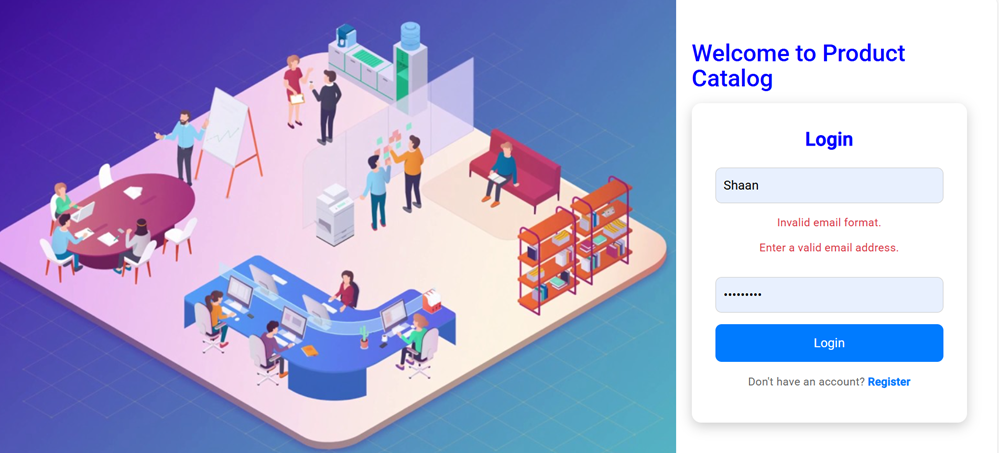 Welcome to Product
Catalog
Login
Shaan
Invalid email format.
Enter a valid email address.
•••••••••
Login
Don't have an account? Register